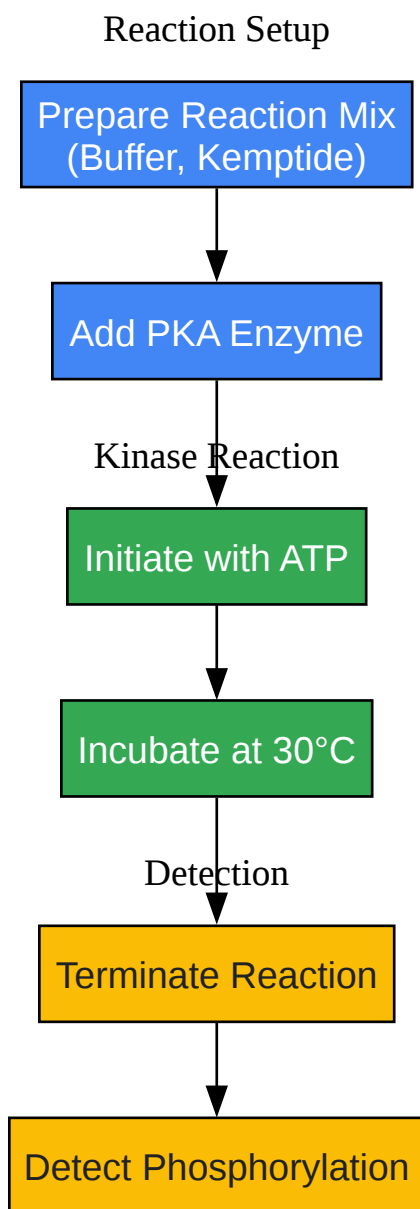 Reaction Setup
Prepare Reaction Mix
(Buffer, Kemptide)
Add PKA Enzyme
Kinase Reaction
Initiate with ATP
Incubate at 30°C
Detection
Terminate Reaction
Detect Phosphorylation